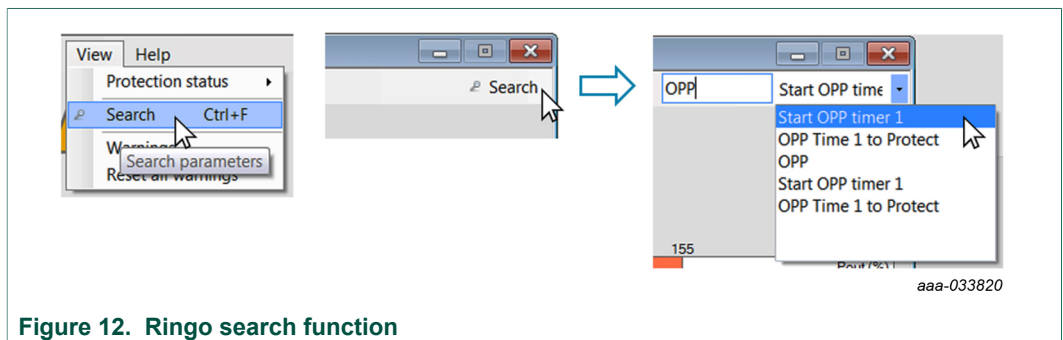 View Help
Protection status
Search Ctrl+F
Warnings
Search parameters
Reset all warnings
Search
OPP
Start OPP time
Start OPP timer 1
OPP Time 1 to Protect
OPP
Start OPP timer 1
OPP Time 1 to Protect
155
Pout (%)
aaa-033820
Figure 12. Ringo search function